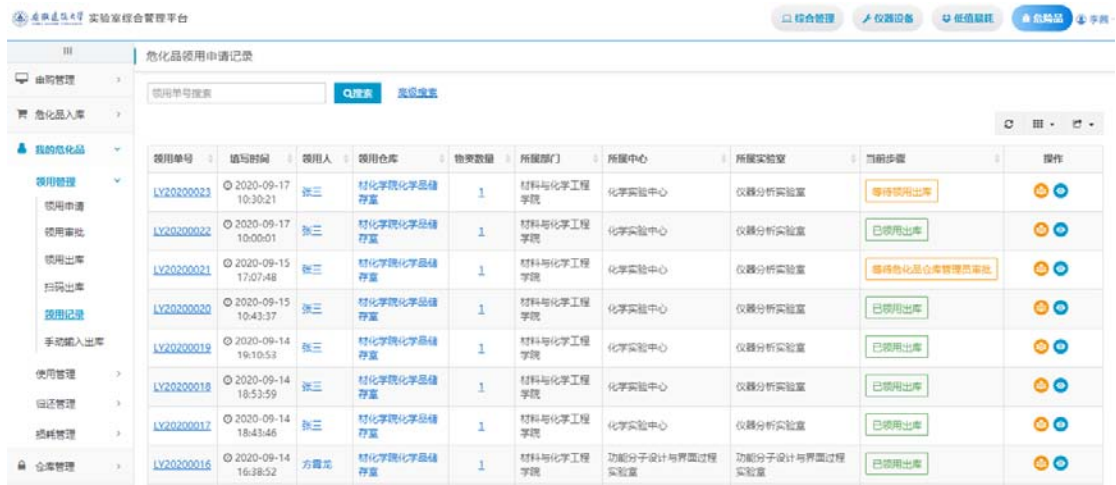 实验室综合管理平台
综合管理
仪器设备
低值易耗
危险品
李辉
危化品领用申请记录
申购管理
领用单号搜索
搜索
高级搜索
危化品入库
我的危化品
领用管理
领用申请
领用审批
领用出库
扫码出库
领用记录
手动输入出库
使用管理
归还管理
损耗管理
仓库管理
领用单号 填写时间 领用人 领用仓库 物资数量 所属部门 所属中心 所属实验室 当前步骤 操作
LY20200023 2020-09-17 张三 材化学院化学品储 1 材料与化学工程 化学实验中心 仪器分析实验室 等待领用出库
10:30:21 存室 学院
LY20200022 2020-09-17 张三 材化学院化学品储 1 材料与化学工程 化学实验中心 仪器分析实验室 已领用出库
10:00:01 存室 学院
LY20200021 2020-09-15 张三 材化学院化学品储 1 材料与化学工程 化学实验中心 仪器分析实验室 等待危化品仓库管理员审批
17:07:48 存室 学院
LY20200020 2020-09-15 张三 材化学院化学品储 1 材料与化学工程 化学实验中心 仪器分析实验室 已领用出库
10:43:37 存室 学院
LY20200019 2020-09-14 张三 材化学院化学品储 1 材料与化学工程 化学实验中心 仪器分析实验室 已领用出库
19:10:53 存室 学院
LY20200018 2020-09-14 张三 材化学院化学品储 1 材料与化学工程 化学实验中心 仪器分析实验室 已领用出库
18:53:59 存室 学院
LY20200017 2020-09-14 张三 材化学院化学品储 1 材料与化学工程 化学实验中心 仪器分析实验室 已领用出库
18:43:46 存室 学院
LY20200016 2020-09-14 方霄龙 材化学院化学品储 1 材料与化学工程 功能分子设计与界面过程 功能分子设计与界面过程 已领用出库
16:38:52 存室 学院 实验室 实验室